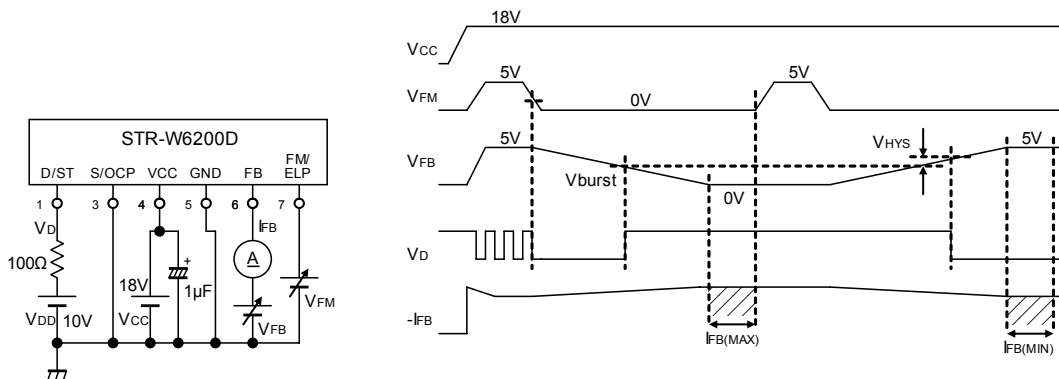 STR-W6200D
D/ST S/OCP VCC GND FB FM/ELP
1 3 4 5 6 7
VD
IFB
100Ω
A
+
1μF
18V
VCC
VDD
10V
VFB
VFM
18V
VCC
5V
0V
5V
VFM
5V
VHYS
5V
VFB
Vburst
0V
VD
-IFB
IFB(MAX)
IFB(MIN)